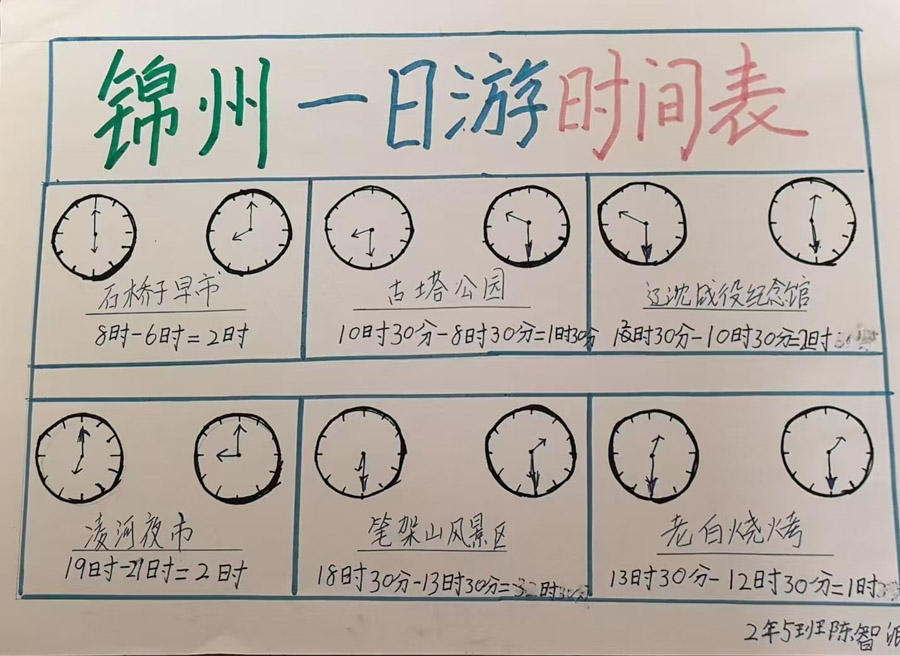 锦州一日游时间表
石桥子早市
8时-6时=2时
古塔公园
10时30分-8时30分=1时30分
辽沈战役纪念馆
时30分-10时30分=2时
凌河夜市
19时-21时=2时
笔架山风景区
18时30分-13时30分=
老白烧烤
13时30分-12时30分=1时
2年5班陈智派